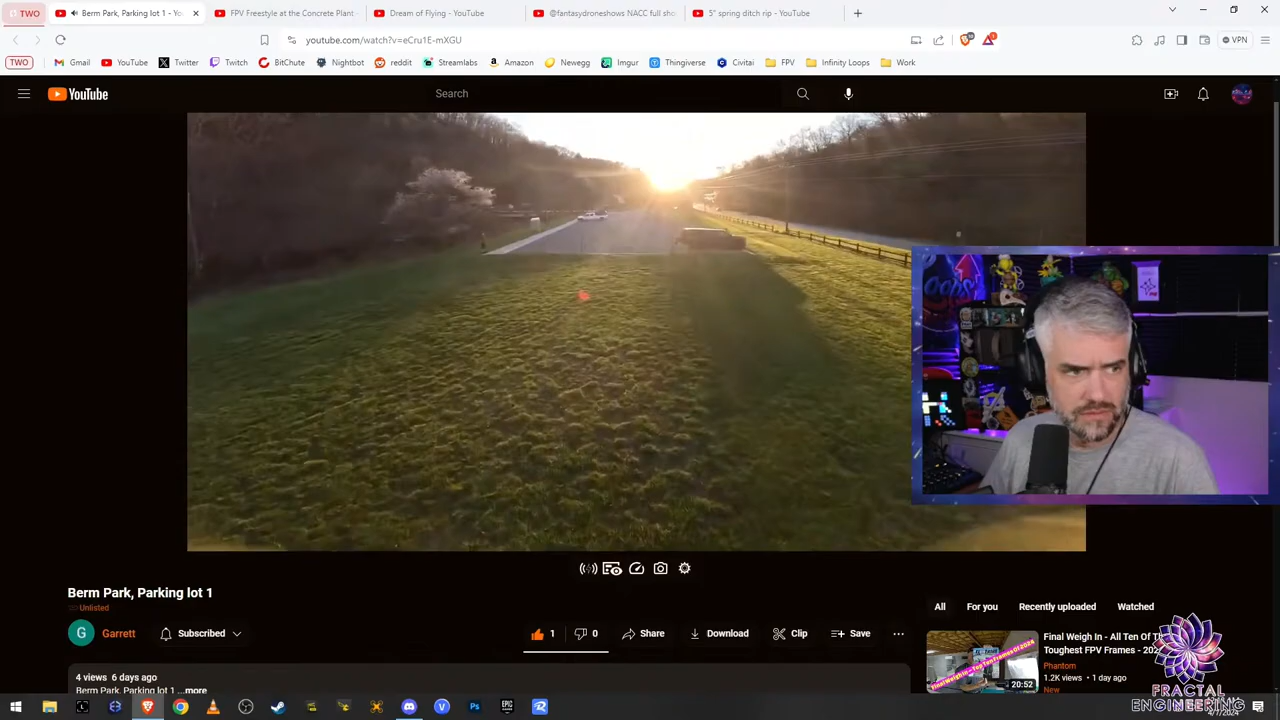 TWO
Berm Park, Parking lot 1 - Yo
FPV Freestyle at the Concrete Plant -
Dream of Flying - YouTube
@fantasydroneshows NACC full sho
5" spring ditch rip - YouTube
youtube.com/watch?v=eCru1E-mXGU
VPN
TWO
Gmail
YouTube
Twitter
Twitch
BitChute
Nightbot
reddit
Streamlabs
Amazon
Newegg
Imgur
Thingiverse
Civitai
FPV
Infinity Loops
Work
YouTube
Search
Berm Park, Parking lot 1
Unlisted
G
Garrett
Subscribed
1
0
Share
Download
Clip
Save
4 views 6 days ago
Berm Park, Parking lot 1 ...more
All
For you
Recently uploaded
Watched
Final Weigh In - All Ten Of
Toughest FPV Frames - 202
Phantom
1.2K views • 1 day ago
New
20:52
FRACTAL
ENGINEERING